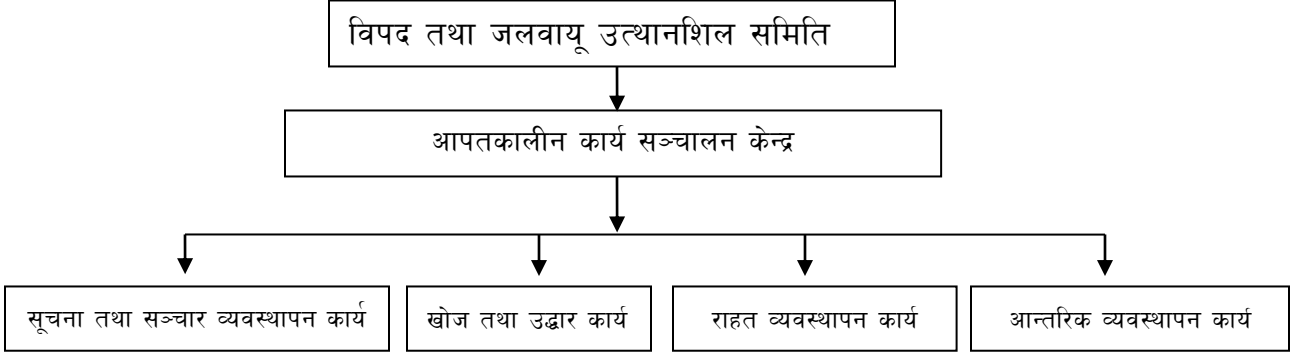 विपद तथा जलवायू उत्थानशिल समिति
आपतकालीन कार्य सञ्चालन केन्द्र
सूचना तथा सञ्चार व्यवस्थापन कार्य
खोज तथा उद्धार कार्य
राहत व्यवस्थापन कार्य
आन्तरिक व्यवस्थापन कार्य